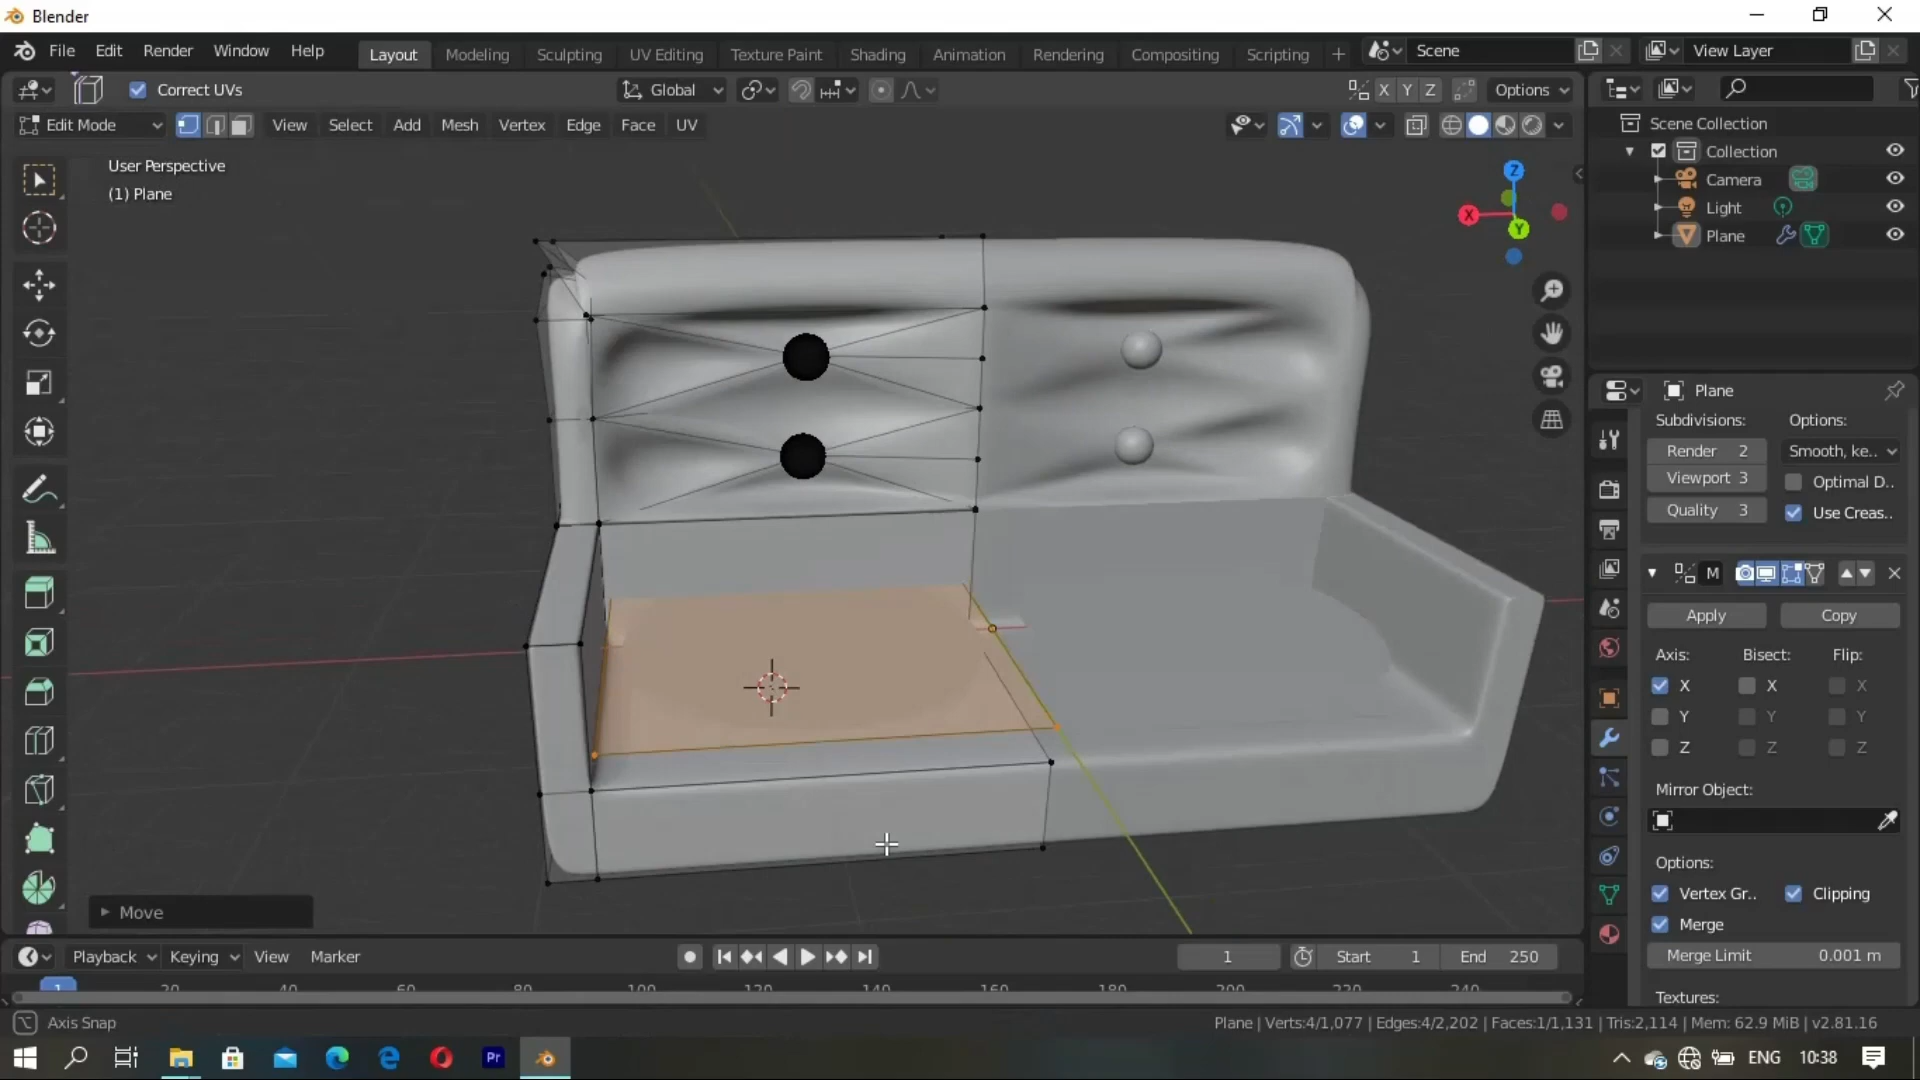 Blender
File Edit Render Window Help Layout Modeling Sculpting UV Editing Texture Paint Shading Animation Rendering Compositing Scripting + Scene View Layer
Correct UVs Global X Y Z Options
Edit Mode View Select Add Mesh Vertex Edge Face UV
User Perspective
(1) Plane
Z
X
Y
Scene Collection
Collection
Camera
Light
Plane
Plane
Subdivisions: Options:
Render 2 Smooth, ke..
Viewport 3 Optimal D..
Quality 3 Use Creas..
M
Apply Copy
Axis: Bisect: Flip:
X X X
Y Y Y
Z Z Z
Mirror Object:
Options:
Vertex Gr.. Clipping
Merge
Merge Limit 0.001 m
Textures:
Move
Playback Keying View Marker 1 Start 1 End 250
1 20 40 60 80 100 120 140 160 180 200 220 240
Axis Snap Plane | Verts:4/1,077 | Edges:4/2,202 | Faces:1/1,131 | Tris:2,114 | Mem: 62.9 MiB | v2.81.16
Pr ENG 10:38